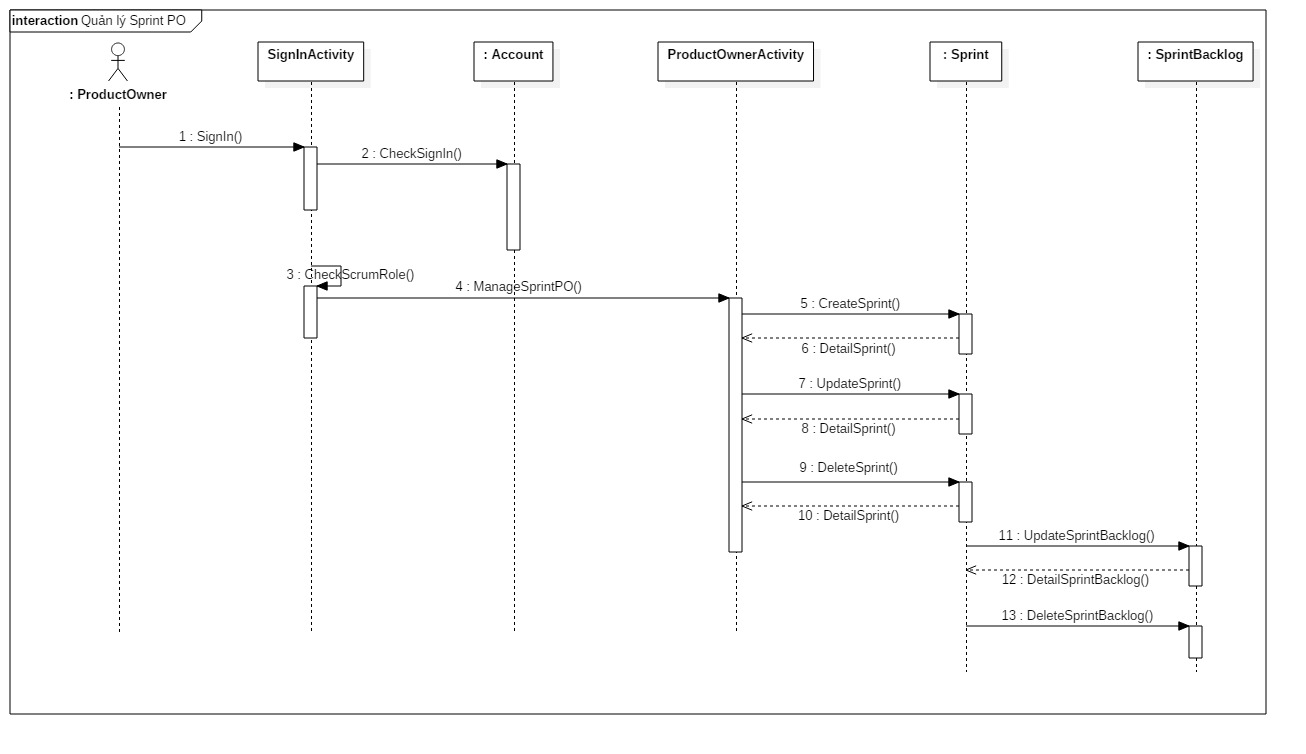 interaction Quản lý Sprint PO
: ProductOwner
SignInActivity
: Account
ProductOwnerActivity
: Sprint
: SprintBacklog
1 : SignIn()
2 : CheckSignIn()
3 : CheckScrumRole()
4 : ManageSprintPO()
5 : CreateSprint()
6 : DetailSprint()
7 : UpdateSprint()
8 : DetailSprint()
9 : DeleteSprint()
10 : DetailSprint()
11 : UpdateSprintBacklog()
12 : DetailSprintBacklog()
13 : DeleteSprintBacklog()